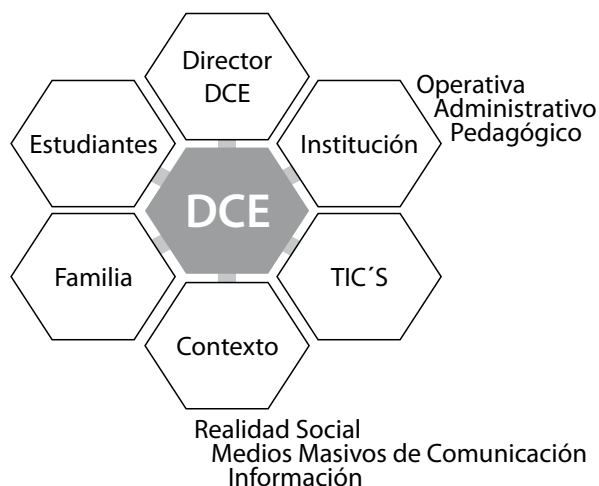 Director
DCE
Operativa
Administrativo
Pedagógico
Estudiantes
Institución
DCE
Familia
TIC´S
Contexto
Realidad Social
Medios Masivos de Comunicación
Información